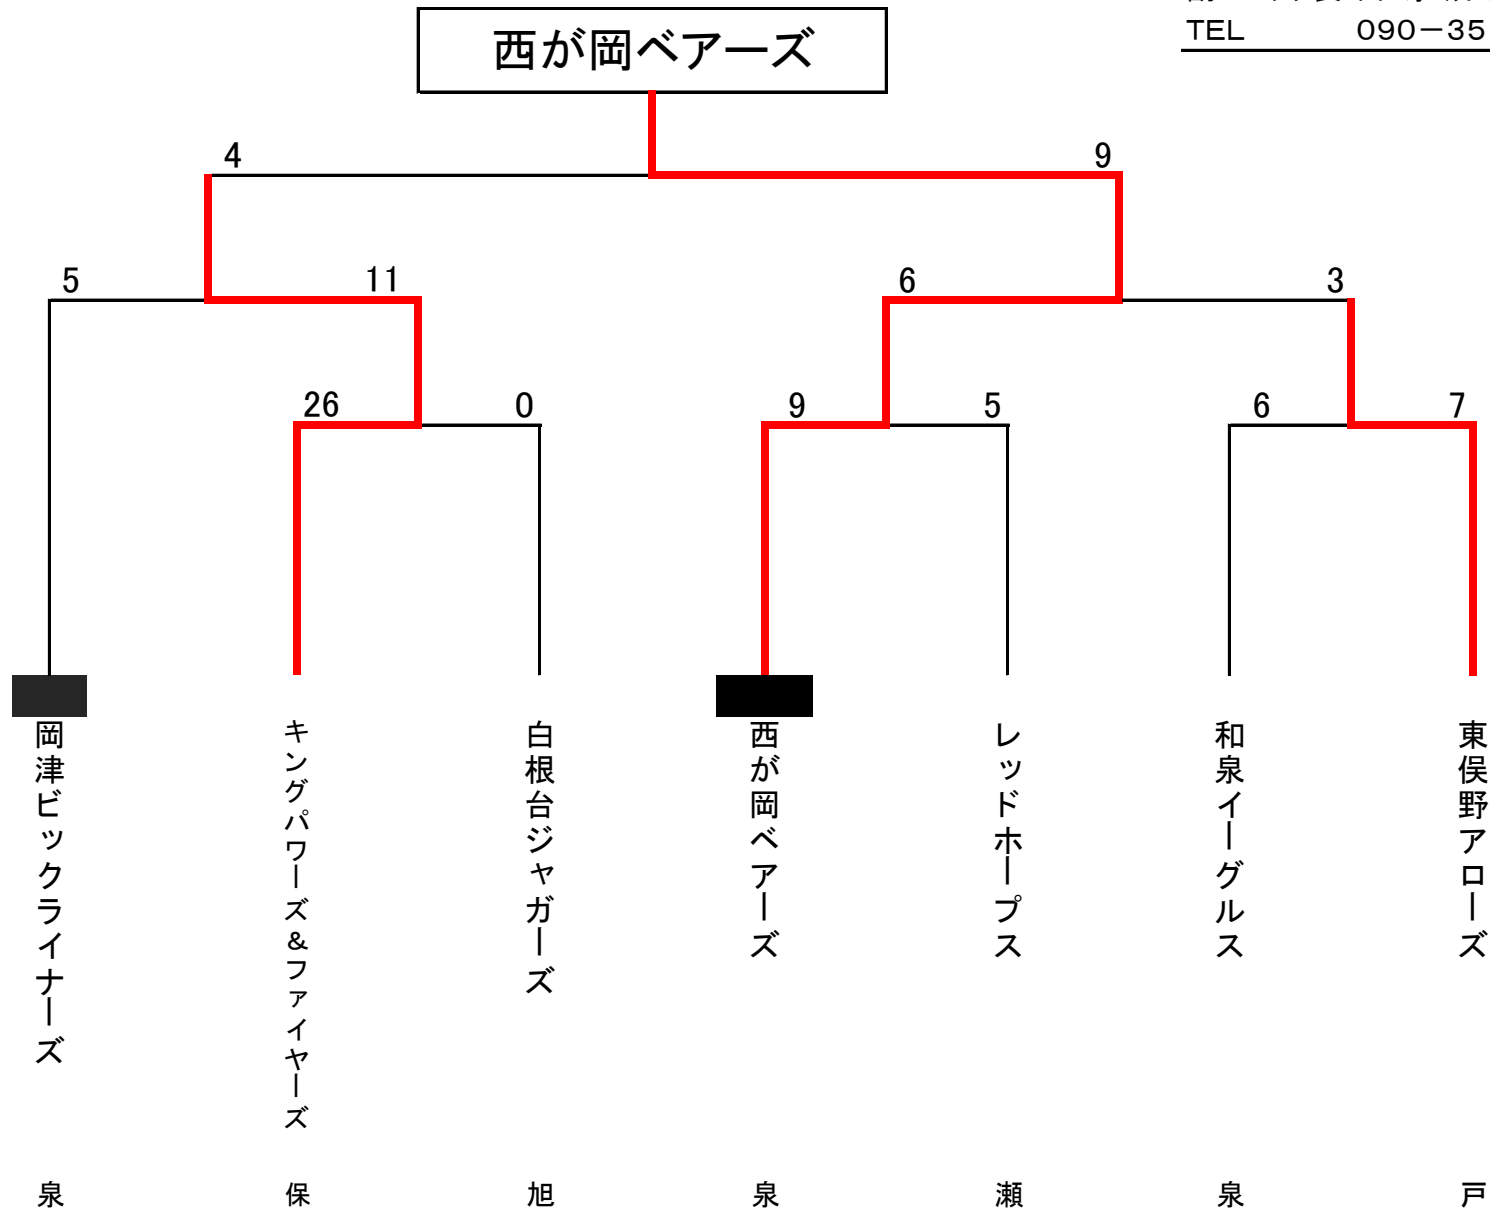 西が岡ベアーズ
TEL 090-35
4 9
5 11 6 3
26 0 9 5 6 7
岡津ビックライナーズ
キングパワーズ&ファイヤーズ
白根台ジャガーズ
西が岡ベアーズ
レッドホープス
和泉イーグルス
東俣野アローズ
泉 保 旭 泉 瀬 泉 戸